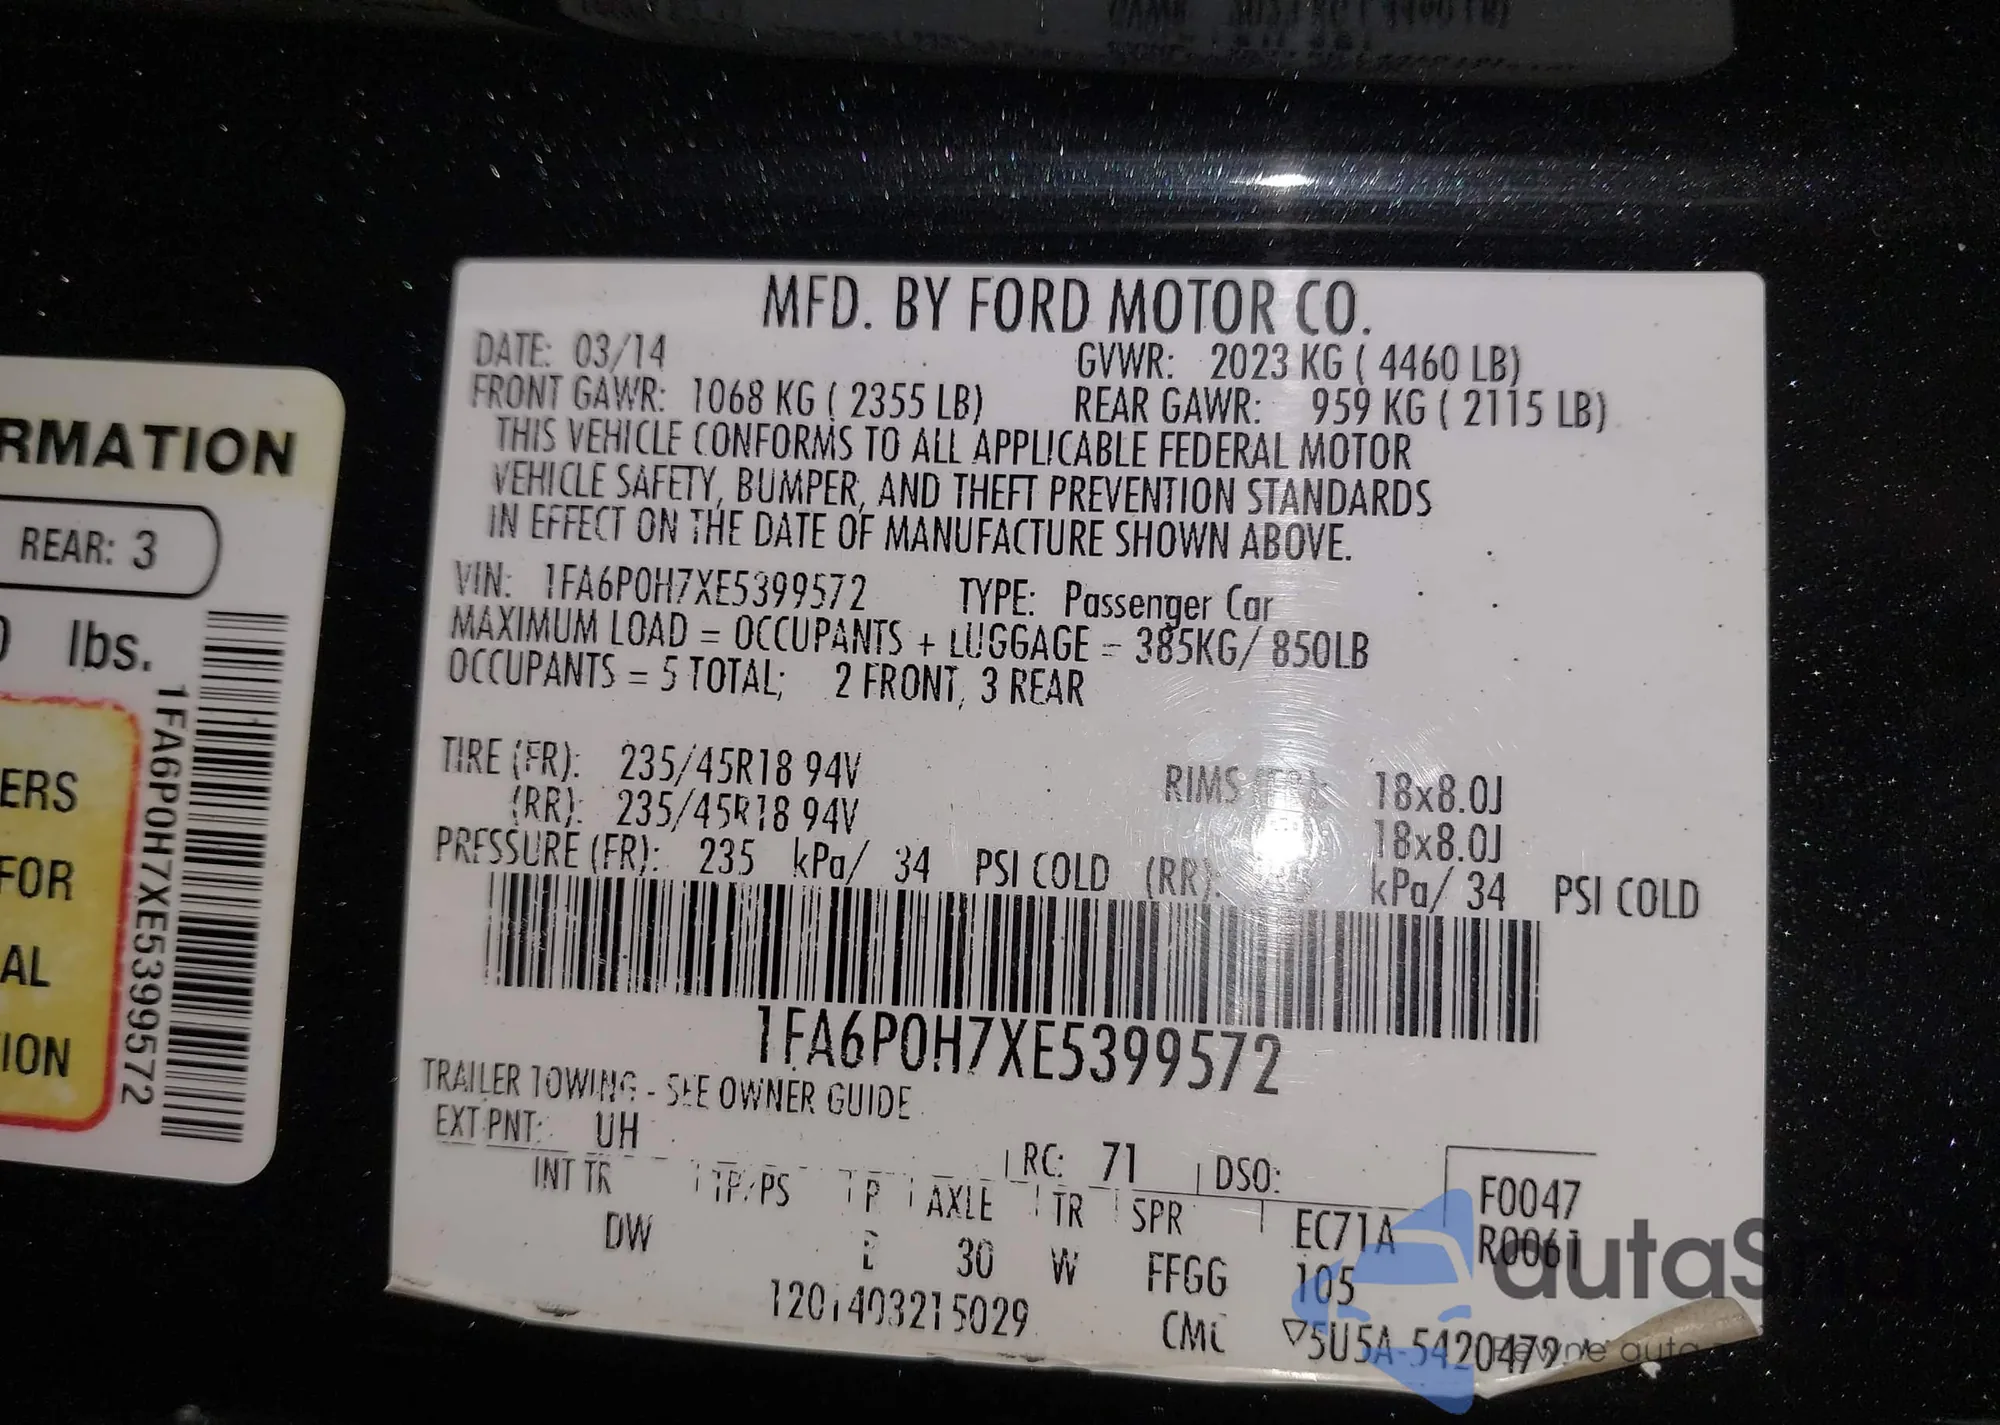 MFD. BY FORD MOTOR CO.
DATE: 03/14 GVWR: 2023 KG ( 4460 LB)
FRONT GAWR: 1068 KG ( 2355 LB) REAR GAWR: 959 KG ( 2115 LB)
THIS VEHICLE CONFORMS TO ALL APPLICABLE FEDERAL MOTOR
VEHICLE SAFETY, BUMPER, AND THEFT PREVENTION STANDARDS
IN EFFECT ON THE DATE OF MANUFACTURE SHOWN ABOVE.
VIN: 1FA6P0H7XE5399572 TYPE: Passenger Car
MAXIMUM LOAD = OCCUPANTS + LUGGAGE = 385KG/ 850LB
OCCUPANTS = 5 TOTAL; 2 FRONT, 3 REAR
TIRE (FR): 235/45R18 94V RIMS 18x8.0J
(RR): 235/45R18 94V 18x8.0J
PRESSURE (FR): 235 kPa/ 34 PSI COLD (RR): kPa/ 34 PSI COLD
1FA6P0H7XE5399572
TRAILER TOWING - SEE OWNER GUIDE
EXT PNT: UH RC: 71 DSO: F0047
INT TR TP/PS R AXLE TR SPR EC71A R0061
DW 30 W FFGG 105
1201403215029 CMC ▽5U5A-5420472
RMATION
REAR: 3
lbs.
ERS
FOR
AL
ION
1FA6P0H7XE5399572
autaS